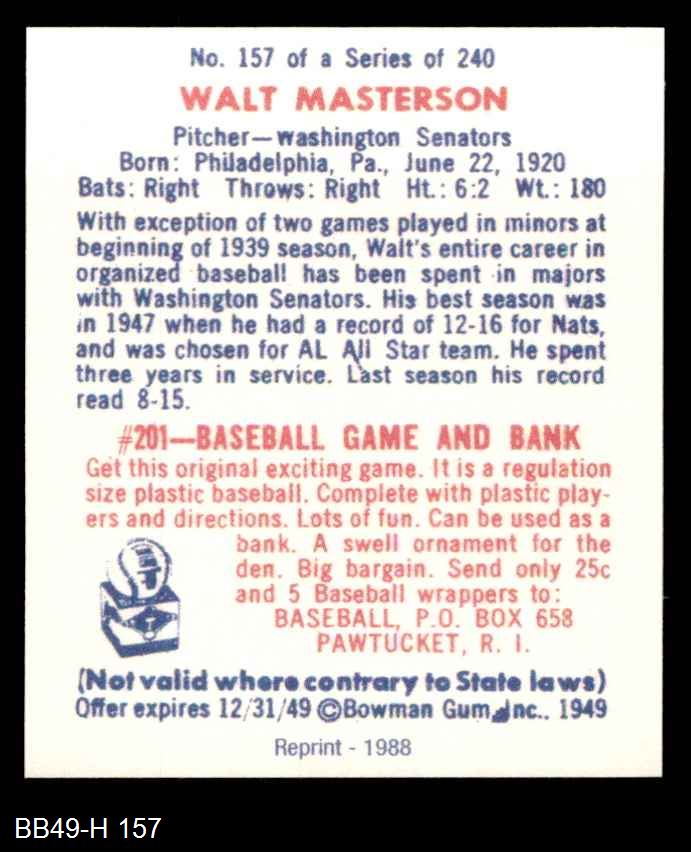 No. 157 of a Series of 240
WALT MASTERSON
Pitcher—Washington Senators
Born: Philadelphia, Pa., June 22, 1920
Bats: Right Throws: Right Ht.: 6:2 Wt.: 180
With exception of two games played in minors at
beginning of 1939 season, Walt's entire career in
organized baseball has been spent in majors
with Washington Senators. His best season was
in 1947 when he had a record of 12-16 for Nats,
and was chosen for AL All Star team. He spent
three years in service. Last season his record
read 8-15.
#201—BASEBALL GAME AND BANK
Get this original exciting game. It is a regulation
size plastic baseball. Complete with plastic play-
ers and directions. Lots of fun. Can be used as a
bank. A swell ornament for the
den. Big bargain. Send only 25c
and 5 Baseball wrappers to:
BASEBALL, P.O. BOX 658
PAWTUCKET, R. I.
(Not valid where contrary to State laws)
Offer expires 12/31/49 ©Bowman Gum, Inc., 1949
Reprint - 1988
BB49-H 157